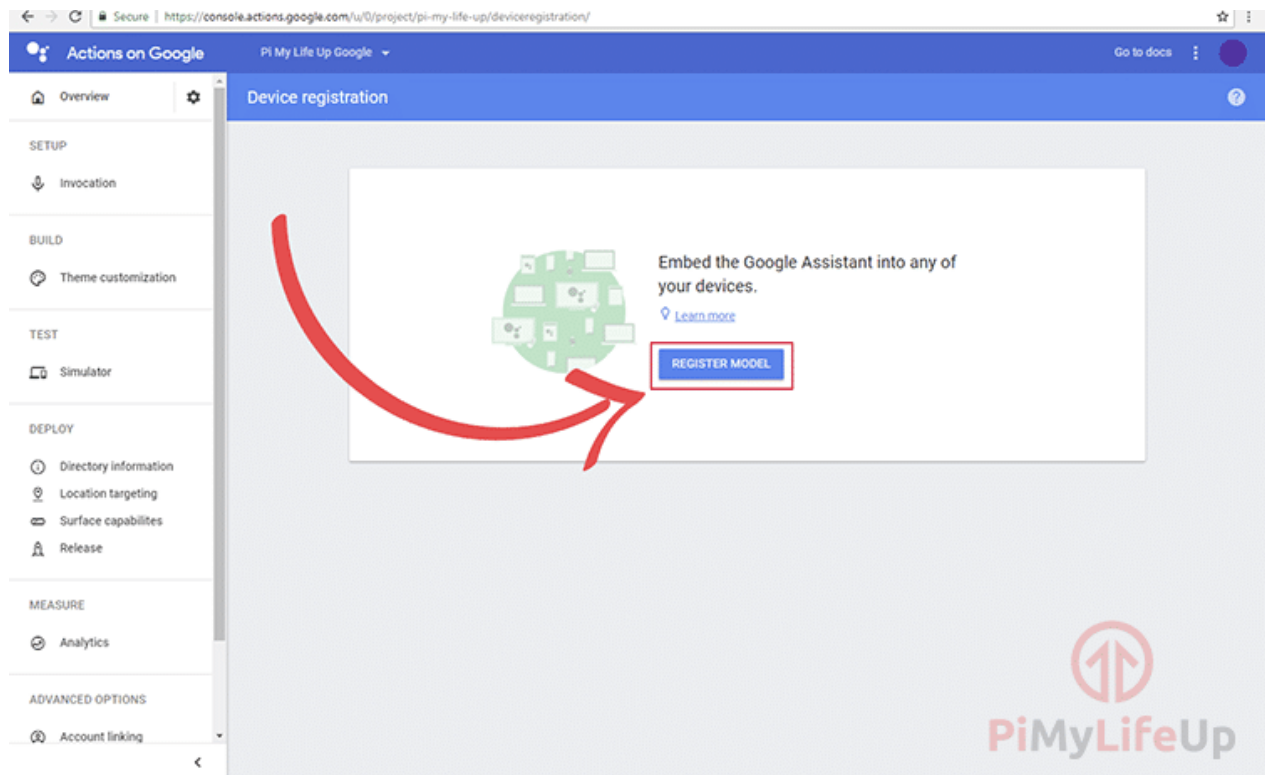 Secure | https://console.actions.google.com/u/0/project/pi-my-life-up/deviceregistration/
Actions on Google
Pi My Life Up Google
Go to docs
Overview
Device registration
SETUP
Invocation
BUILD
Theme customization
TEST
Simulator
DEPLOY
Directory information
Location targeting
Surface capabilites
Release
MEASURE
Analytics
ADVANCED OPTIONS
Account linking
Embed the Google Assistant into any of
your devices.
Learn more
REGISTER MODEL
PiMyLifeUp